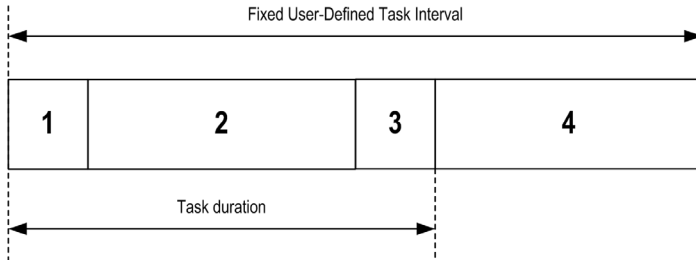 Fixed User-Defined Task Interval
1 2 3 4
Task duration